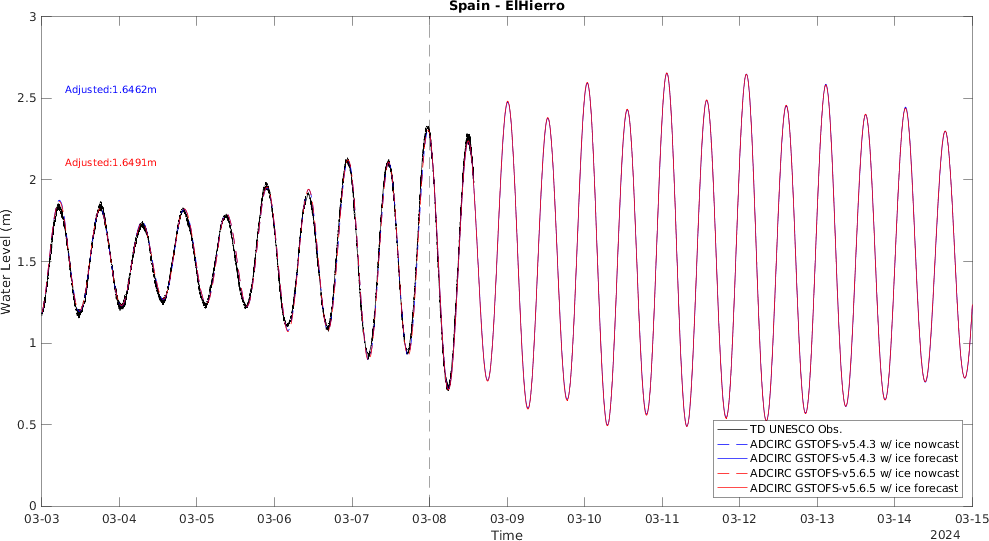 Spain - ElHierro
3
2.5
2
1.5
1
0.5
0
Water Level (m)
Adjusted:1.6462m
Adjusted:1.6491m
TD UNESCO Obs.
ADCIRC GSTOFS-v5.4.3 w/ ice nowcast
ADCIRC GSTOFS-v5.4.3 w/ ice forecast
ADCIRC GSTOFS-v5.6.5 w/ ice nowcast
ADCIRC GSTOFS-v5.6.5 w/ ice forecast
03-03 03-04 03-05 03-06 03-07 03-08 03-09 03-10 03-11 03-12 03-13 03-14 03-15
Time
2024